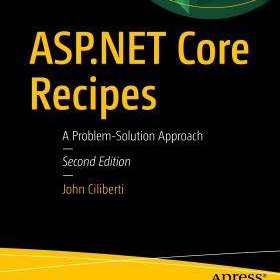 ASP.NET Core
Recipes
A Problem-Solution Approach
—
Second Edition
—
John Ciliberti
Apress®